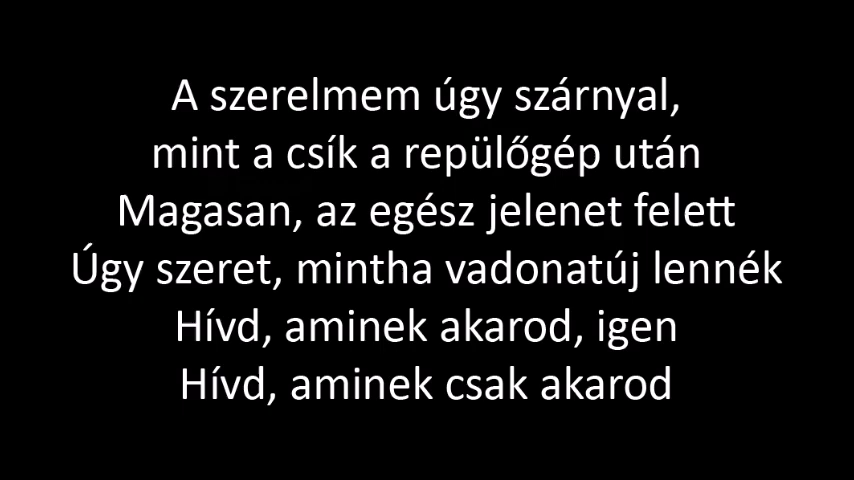 A szerelmem úgy szárnyal,
mint a csík a repülőgép után
Magasan, az egész jelenet felett
Úgy szeret, mintha vadonatúj lennék
Hívd, aminek akarod, igen
Hívd, aminek csak akarod